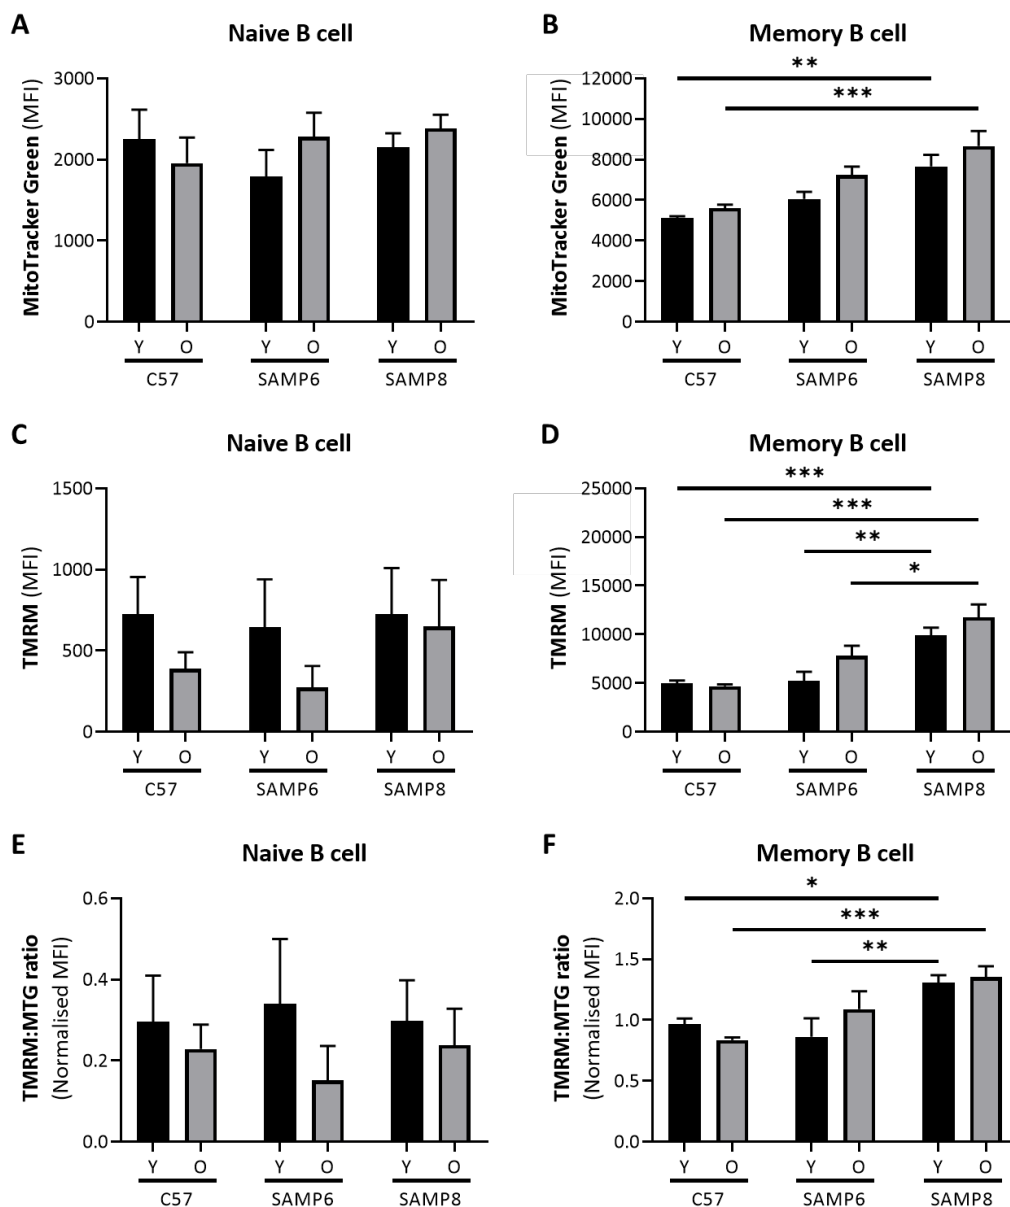 A
Naive B cell
MitoTracker Green (MFI)
3000
2000
1000
0
Y O Y O Y O
C57 SAMP6 SAMP8
B
Memory B cell
** 
***
MitoTracker Green (MFI)
12000
10000
8000
6000
4000
2000
0
Y O Y O Y O
C57 SAMP6 SAMP8
C
Naive B cell
TMRM (MFI)
1500
1000
500
0
Y O Y O Y O
C57 SAMP6 SAMP8
D
Memory B cell
***
***
**
*
TMRM (MFI)
25000
20000
15000
10000
5000
0
Y O Y O Y O
C57 SAMP6 SAMP8
E
Naive B cell
TMRM:MTG ratio
(Normalised MFI)
0.6
0.4
0.2
0.0
Y O Y O Y O
C57 SAMP6 SAMP8
F
Memory B cell
*
***
**
TMRM:MTG ratio
(Normalised MFI)
2.0
1.5
1.0
0.5
0.0
Y O Y O Y O
C57 SAMP6 SAMP8